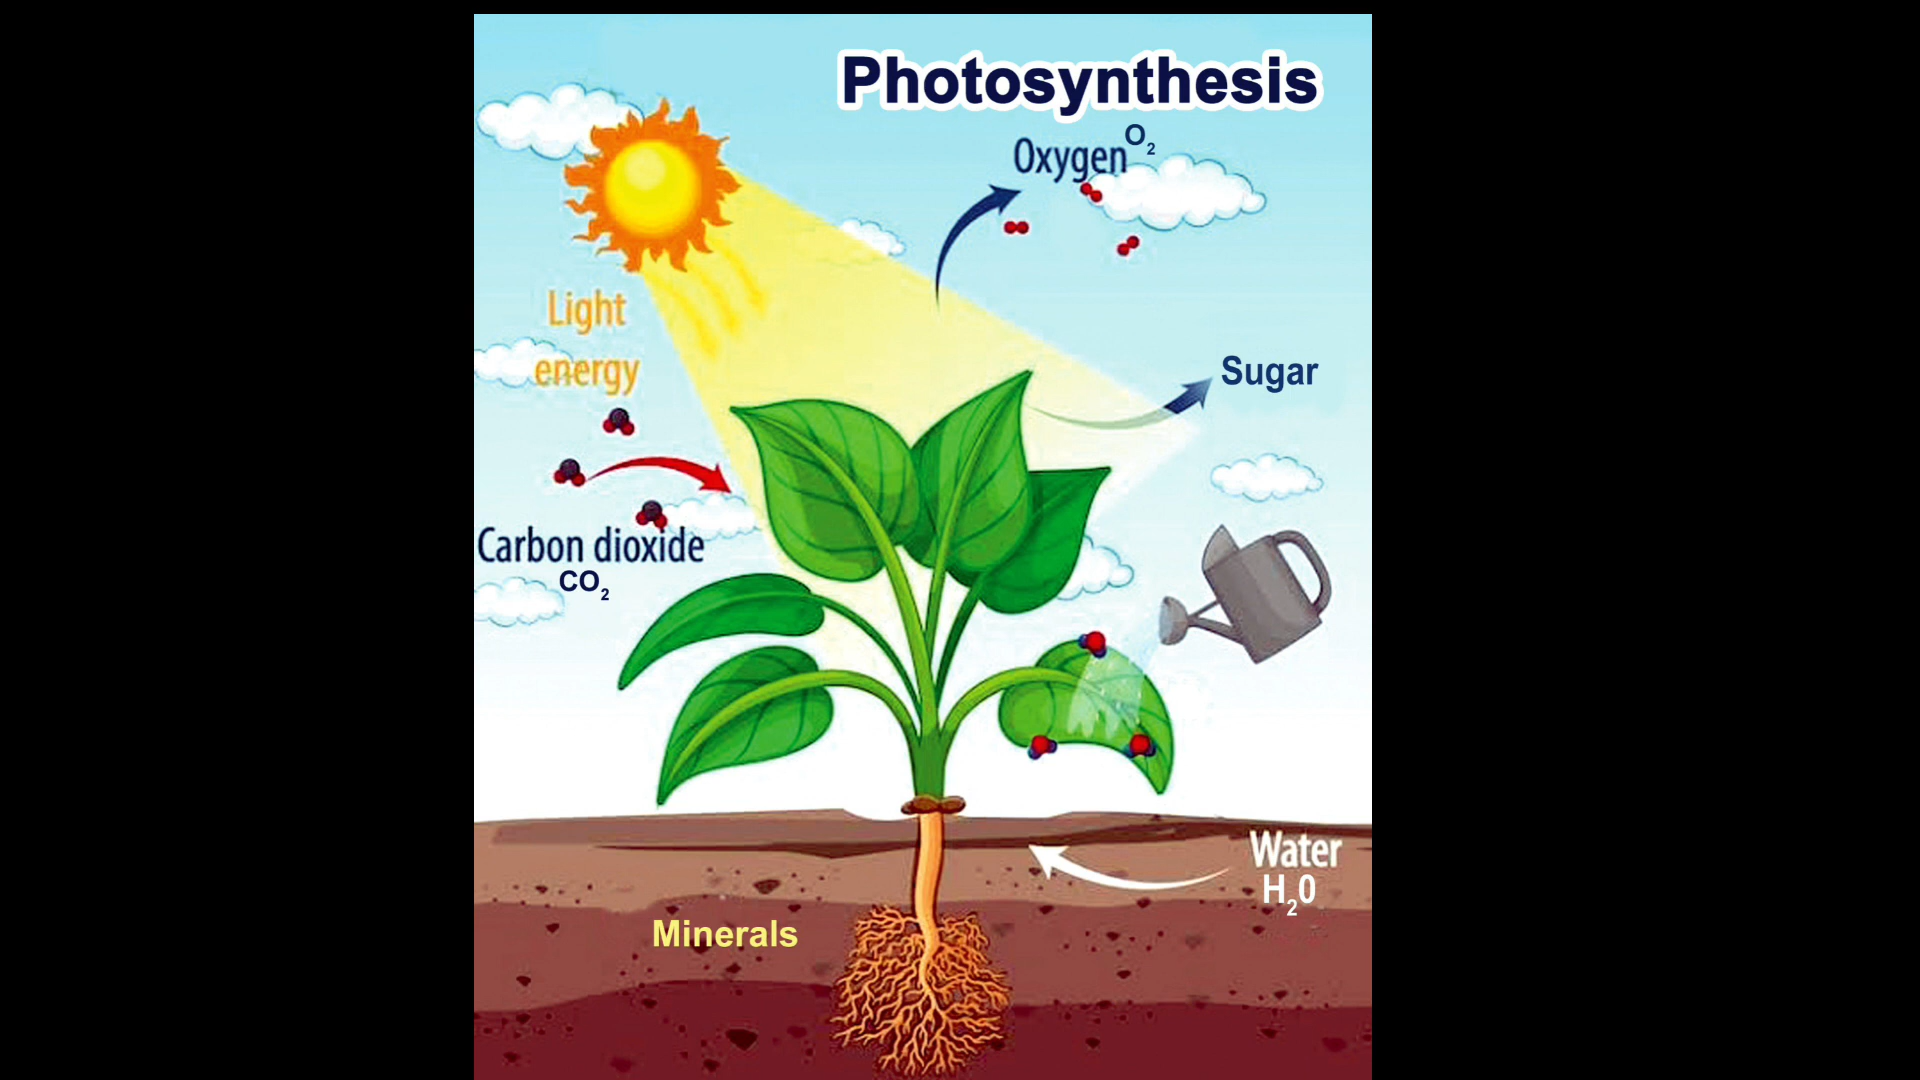 Photosynthesis
Oxygen O₂
Light
energy
Sugar
Carbon dioxide
CO₂
Water
H₂0
Minerals